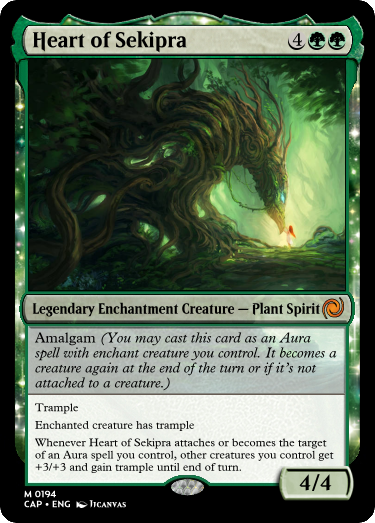 Heart of Sekipra
4
Legendary Enchantment Creature — Plant Spirit
Amalgam (You may cast this card as an Aura
spell with enchant creature you control. It becomes a
creature again at the end of the turn or if it's not
attached to a creature.)
Trample
Enchanted creature has trample
Whenever Heart of Sekipra attaches or becomes the target
of an Aura spell you control, other creatures you control get
+3/+3 and gain trample until end of turn.
4/4
M 0194
CAP • ENG JTCANVAS